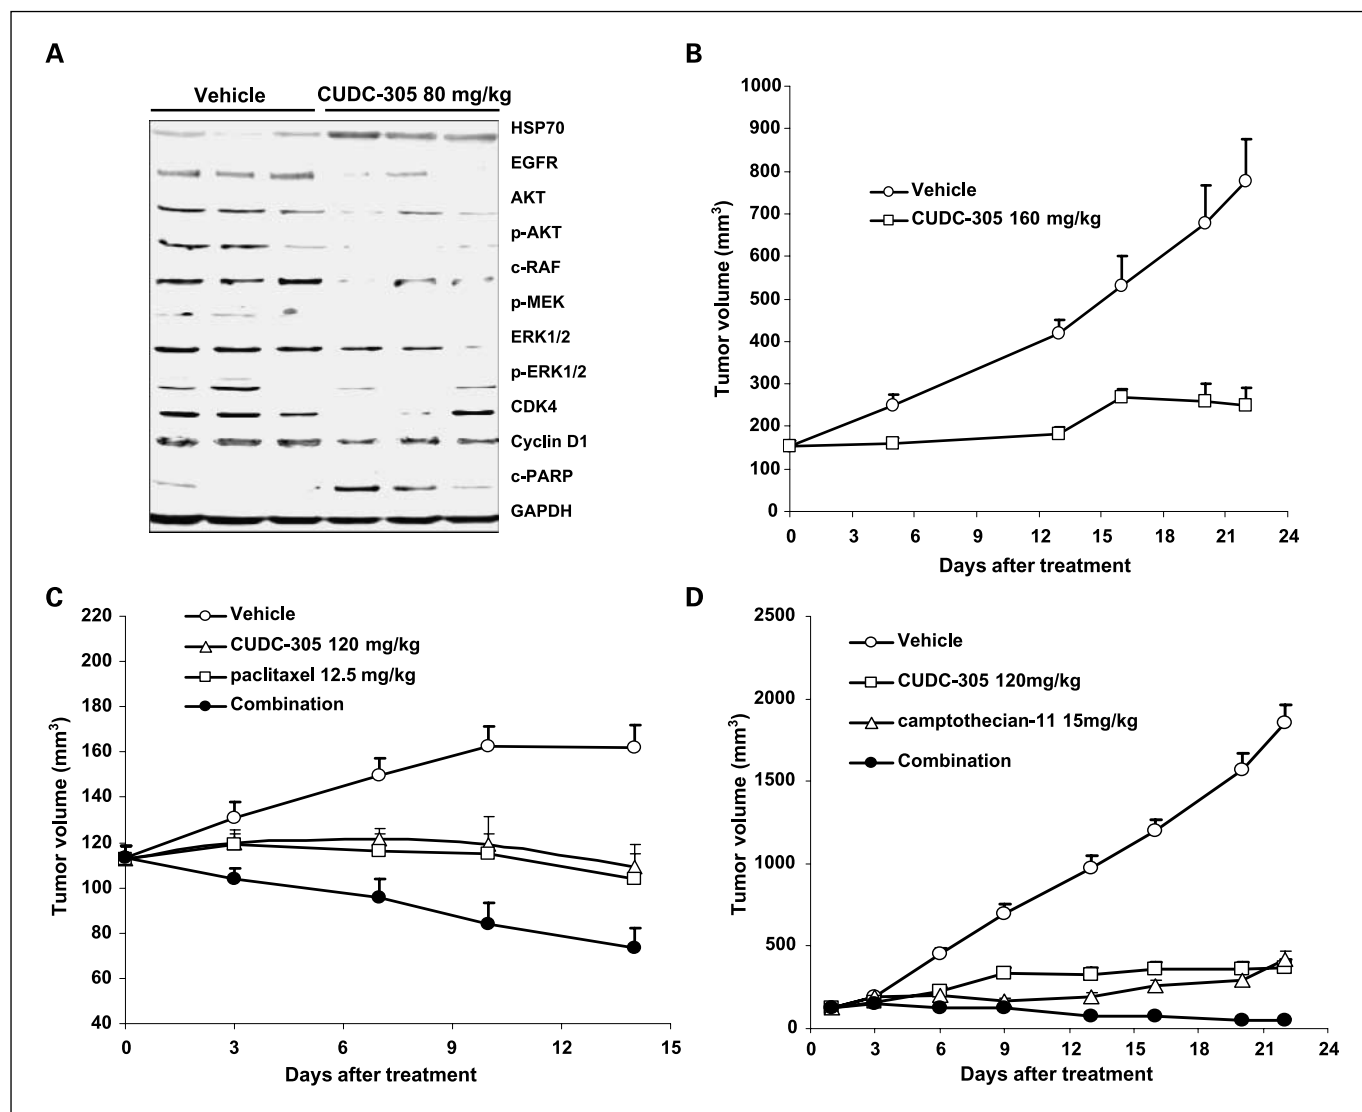 A
Vehicle
CUDC-305 80 mg/kg
HSP70
EGFR
AKT
p-AKT
c-RAF
p-MEK
ERK1/2
p-ERK1/2
CDK4
Cyclin D1
c-PARP
GAPDH
B
1000
900
800
700
600
500
400
300
200
100
0
Tumor volume (mm³)
Vehicle
CUDC-305 160 mg/kg
0 3 6 9 12 15 18 21 24
Days after treatment
C
220
200
180
160
140
120
100
80
60
40
Tumor volume (mm³)
Vehicle
CUDC-305 120 mg/kg
paclitaxel 12.5 mg/kg
Combination
0 3 6 9 12 15
Days after treatment
D
2500
2000
1500
1000
500
0
Tumor volume (mm³)
Vehicle
CUDC-305 120mg/kg
camptothecian-11 15mg/kg
Combination
0 3 6 9 12 15 18 21 24
Days after treatment